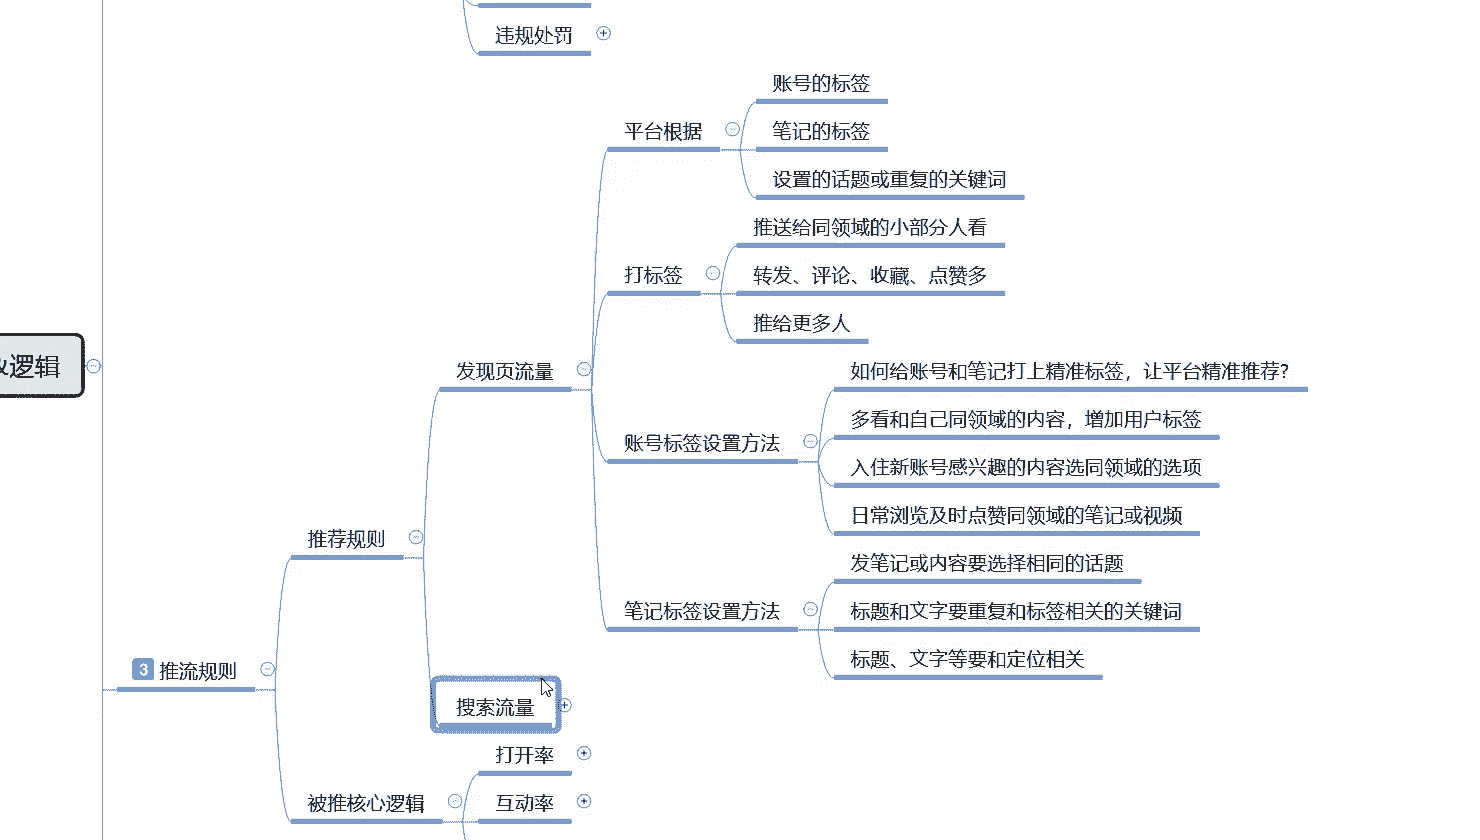 违规处罚
账号的标签
平台根据
笔记的标签
设置的话题或重复的关键词
推送给同领域的小部分人看
打标签
转发、评论、收藏、点赞多
推给更多人
&逻辑
发现页流量
如何给账号和笔记打上精准标签，让平台精准推荐？
多看和自己同领域的内容，增加用户标签
账号标签设置方法
入住新账号感兴趣的内容选同领域的选项
日常浏览及时点赞同领域的笔记或视频
推荐规则
发笔记或内容要选择相同的话题
笔记标签设置方法
标题和文字要重复和标签相关的关键词
标题、文字等要和定位相关
3 推流规则
搜索流量
打开率
被推核心逻辑
互动率